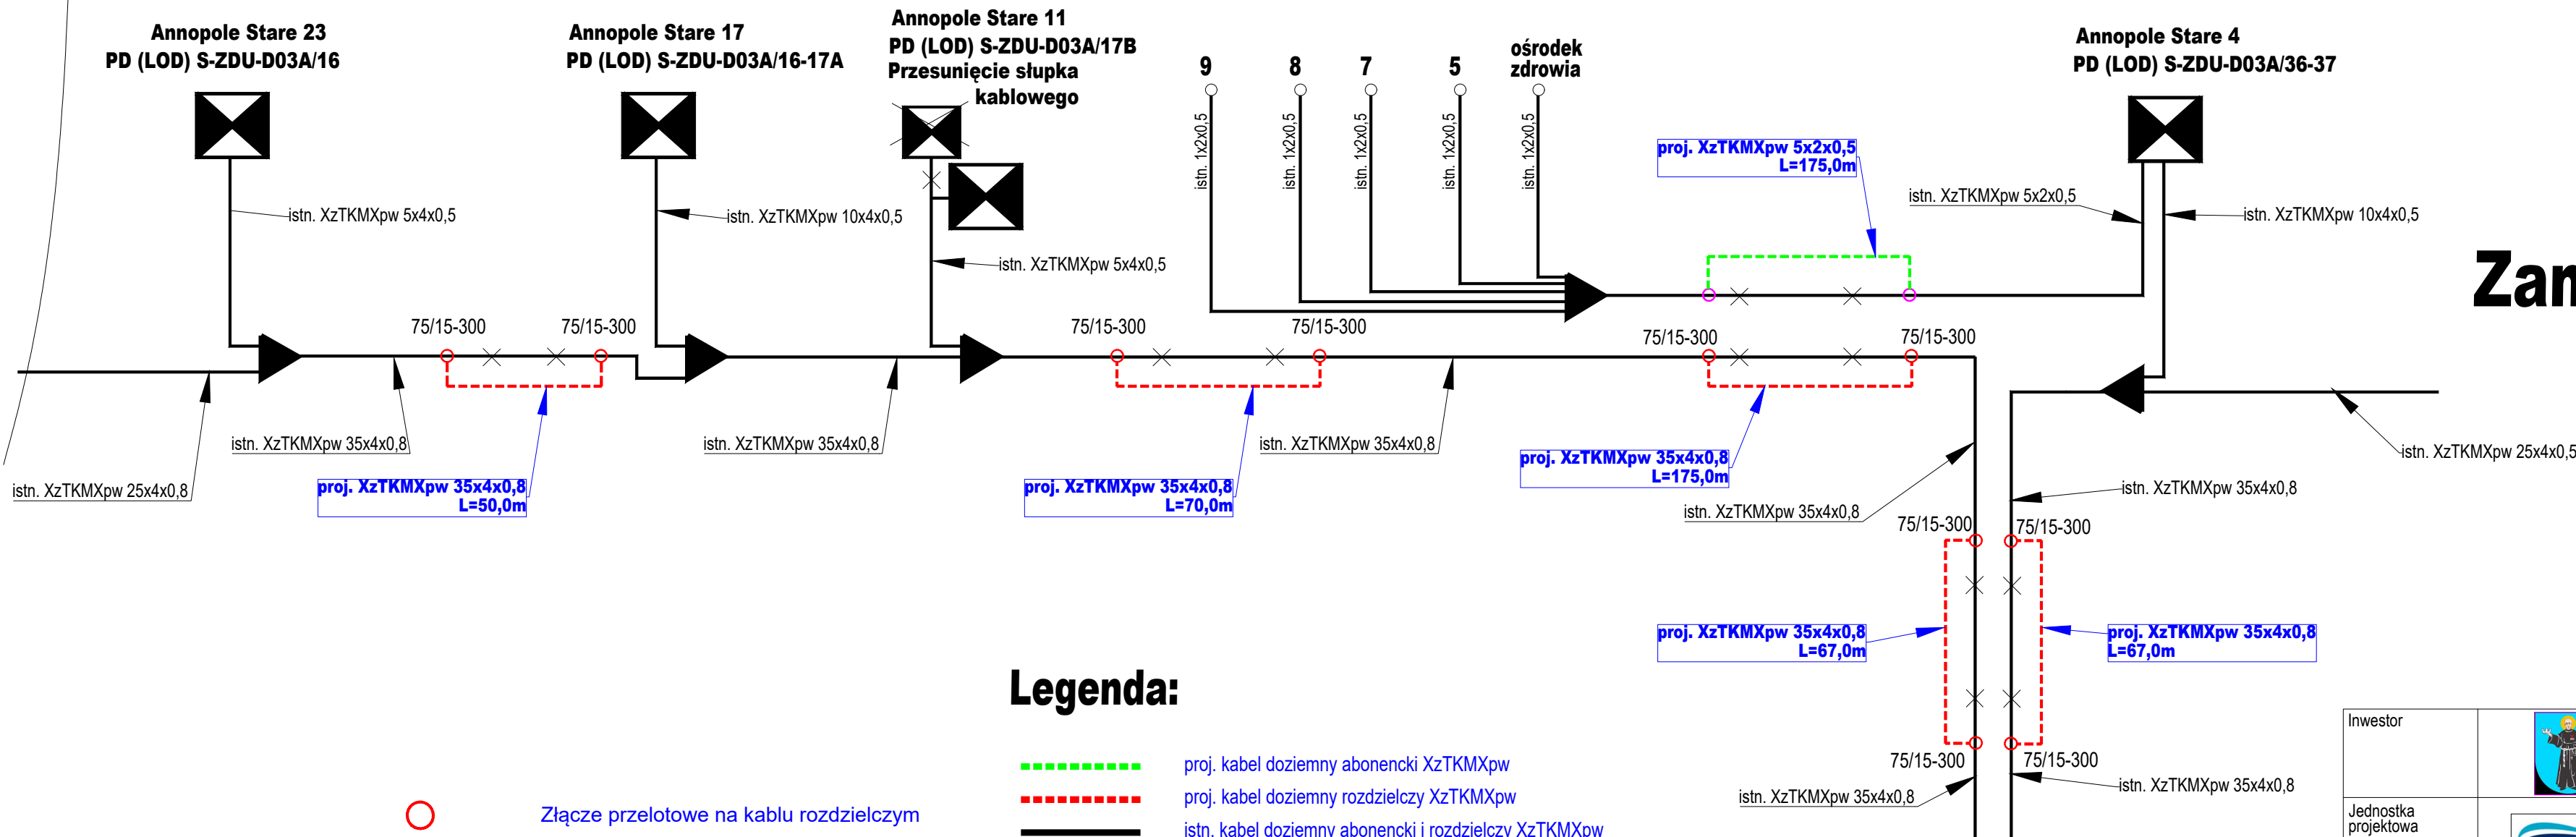 Annopole Stare 23
PD (LOD) S-ZDU-D03A/16
Annopole Stare 17
PD (LOD) S-ZDU-D03A/16-17A
Annopole Stare 11
PD (LOD) S-ZDU-D03A/17B
Przesunięcie słupka
kablowego
9
8
7
5
ośrodek
zdrowia
Annopole Stare 4
PD (LOD) S-ZDU-D03A/36-37
istn. 1x2x0,5
istn. 1x2x0,5
istn. 1x2x0,5
istn. 1x2x0,5
istn. 1x2x0,5
proj. XzTKMXpw 5x2x0,5
L=175,0m
istn. XzTKMXpw 5x4x0,5
istn. XzTKMXpw 10x4x0,5
istn. XzTKMXpw 5x4x0,5
istn. XzTKMXpw 5x2x0,5
istn. XzTKMXpw 10x4x0,5
75/15-300
75/15-300
75/15-300
75/15-300
75/15-300
75/15-300
istn. XzTKMXpw 25x4x0,8
istn. XzTKMXpw 35x4x0,8
proj. XzTKMXpw 35x4x0,8
L=50,0m
istn. XzTKMXpw 35x4x0,8
proj. XzTKMXpw 35x4x0,8
L=70,0m
istn. XzTKMXpw 35x4x0,8
proj. XzTKMXpw 35x4x0,8
L=175,0m
istn. XzTKMXpw 35x4x0,8
istn. XzTKMXpw 25x4x0,5
istn. XzTKMXpw 35x4x0,8
75/15-300
75/15-300
proj. XzTKMXpw 35x4x0,8
L=67,0m
proj. XzTKMXpw 35x4x0,8
L=67,0m
75/15-300
75/15-300
istn. XzTKMXpw 35x4x0,8
istn. XzTKMXpw 35x4x0,8
Zan
Legenda:
proj. kabel doziemny abonencki XzTKMXpw
proj. kabel doziemny rozdzielczy XzTKMXpw
istn. kabel doziemny abonencki i rozdzielczy XzTKMXpw
Złącze przelotowe na kablu rozdzielczym
Inwestor
Jednostka
projektowa